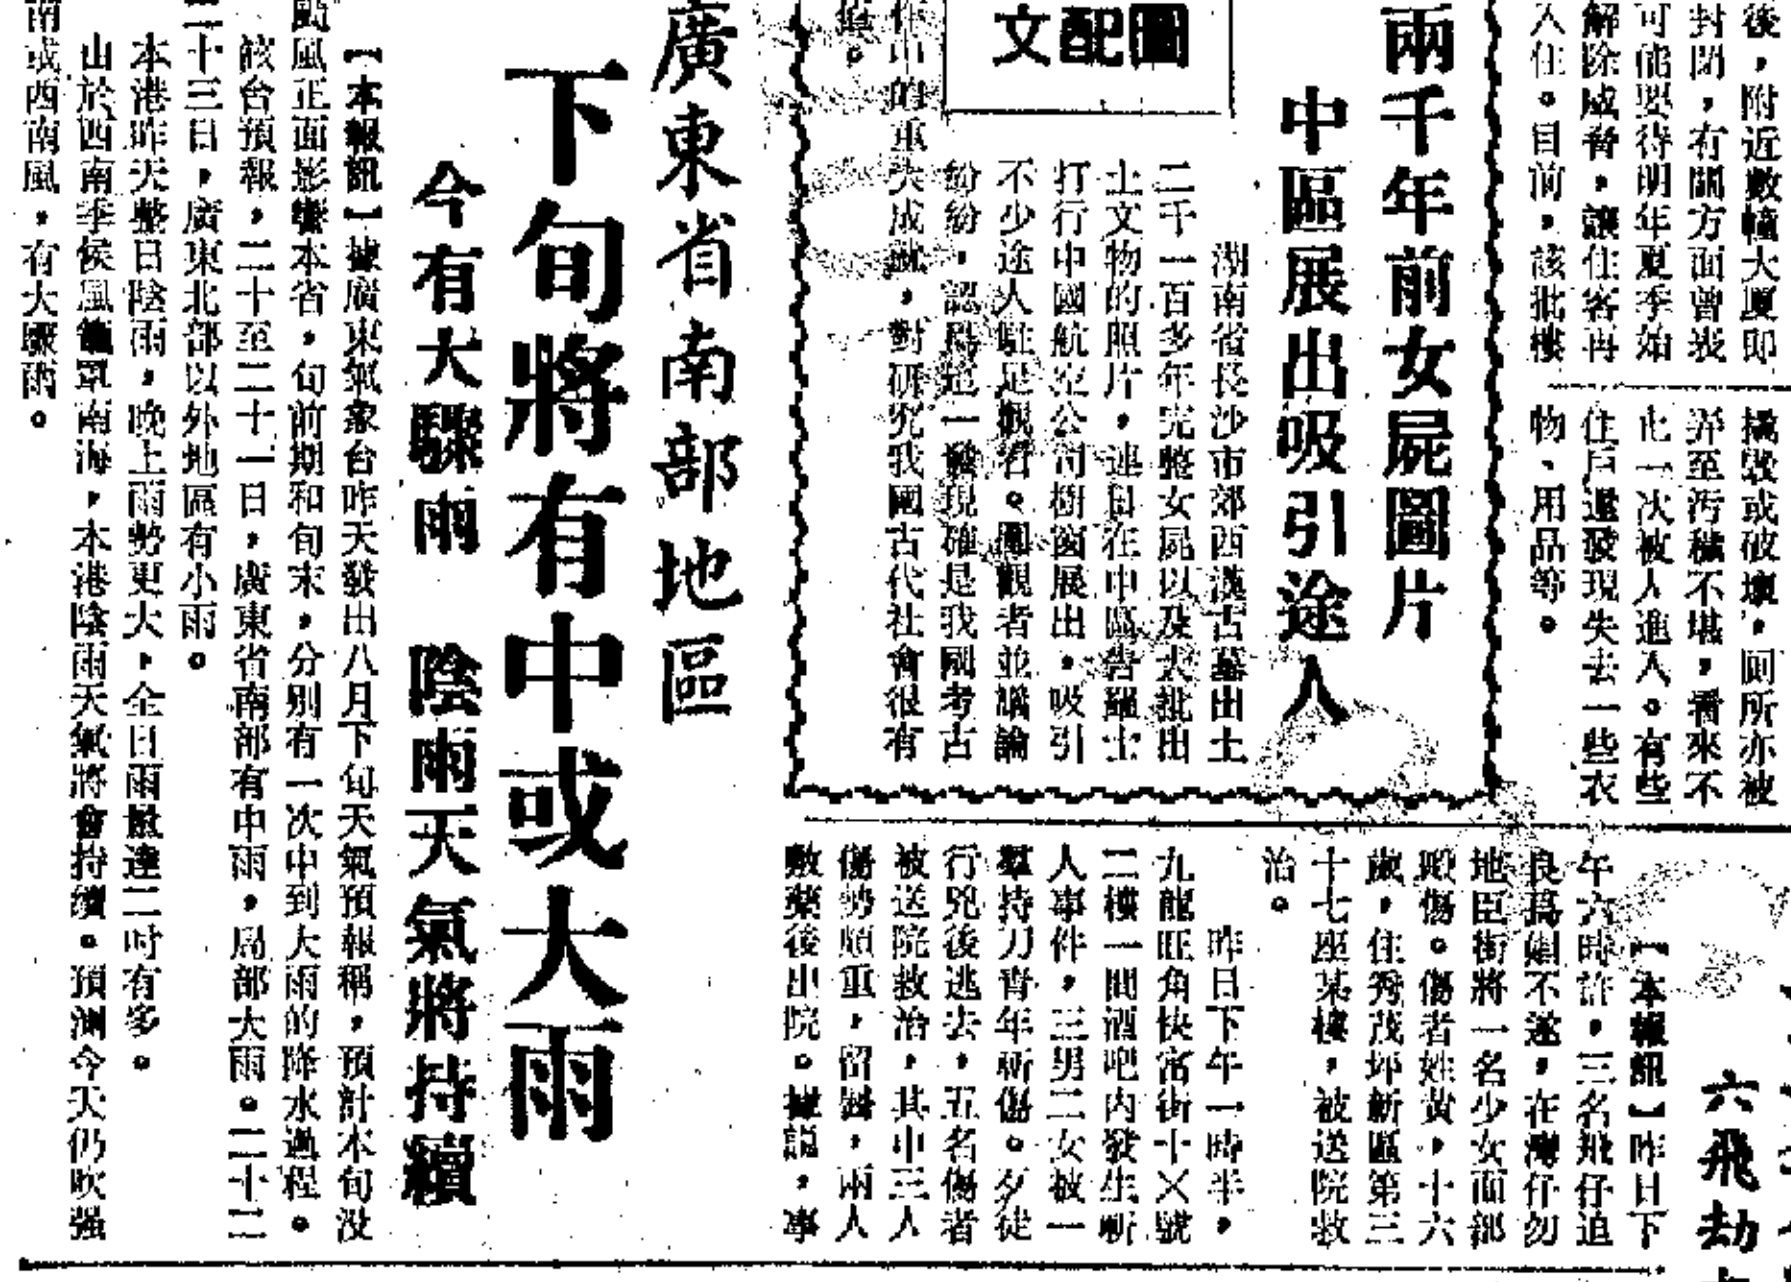 後，附近數幢大厦即
封閉，有關方面曾表
可能要待明年夏季始
解除威脅，讓住客再
入住。目前，該批樓
撬毀或破壞，厠所亦被
弄至污穢不堪，看來不
止一次被人進入。有些
住戶還發現失去一些衣
物、用品等。
兩千年前女屍圖片
中區展出吸引途人
圖配文
湖南省長沙市郊西漢古墓出土
二千一百多年完整女屍以及大批出
土文物的照片，連日在中區告羅士
打行中國航空公司櫥窗展出，吸引
不少途人駐足觀看。圍觀者並議論
紛紛，認爲這一發現確是我國考古
作中的重大成就，對研究我國古代社會很有
六飛劫
【本報訊】昨日下
午六時許，三名飛仔追
良爲娼不遂，在灣仔勿
地臣街將一名少女面部
毆傷。傷者姓黃，十六
歲，住秀茂坪新區第三
十七座某樓，被送院救
治。
昨日下午一時半，
九龍旺角快富街十×號
二樓一間酒吧内發生斬
人事件，三男二女被一
羣持刀青年斬傷。歹徒
行兇後逃去，五名傷者
被送院救治，其中三人
傷勢頗重，留醫，兩人
敷藥後出院。據說，事
廣東省南部地區
下旬將有中或大雨
今有大驟雨　陰雨天氣將持續
【本報訊】據廣東氣象台昨天發出八月下旬天氣預報稱，預計本旬没
颱風正面影響本省，旬前期和旬末，分別有一次中到大雨的降水過程。
該台預報，二十至二十一日，廣東省南部有中雨，局部大雨。二十二
二十三日，廣東北部以外地區有小雨。
本港昨天整日陰雨，晚上雨勢更大，全日雨量達二吋有多。
山於西南季候風籠罩南海，本港陰雨天氣將會持續。預測今天仍吹强
南或西南風，有大驟雨。